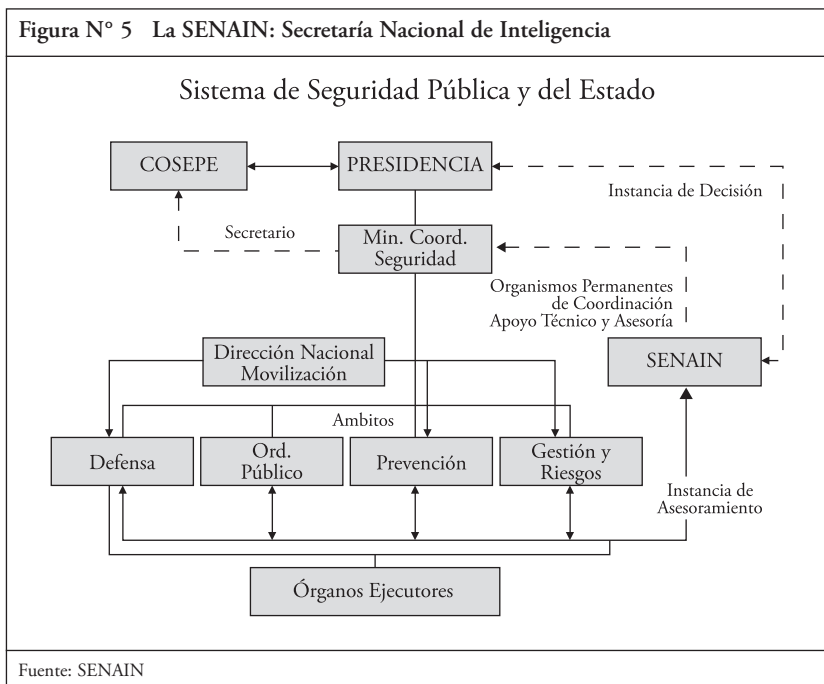 Figura N° 5 La SENAIN: Secretaría Nacional de Inteligencia
Sistema de Seguridad Pública y del Estado
COSEPE
PRESIDENCIA
Instancia de Decisión
Secretario
Min. Coord.
Seguridad
Organismos Permanentes
de Coordinación
Apoyo Técnico y Asesoría
Dirección Nacional
Movilización
SENAIN
Ambitos
Defensa
Ord.
Público
Prevención
Gestión y
Riesgos
Instancia de
Asesoramiento
Órganos Ejecutores
Fuente: SENAIN